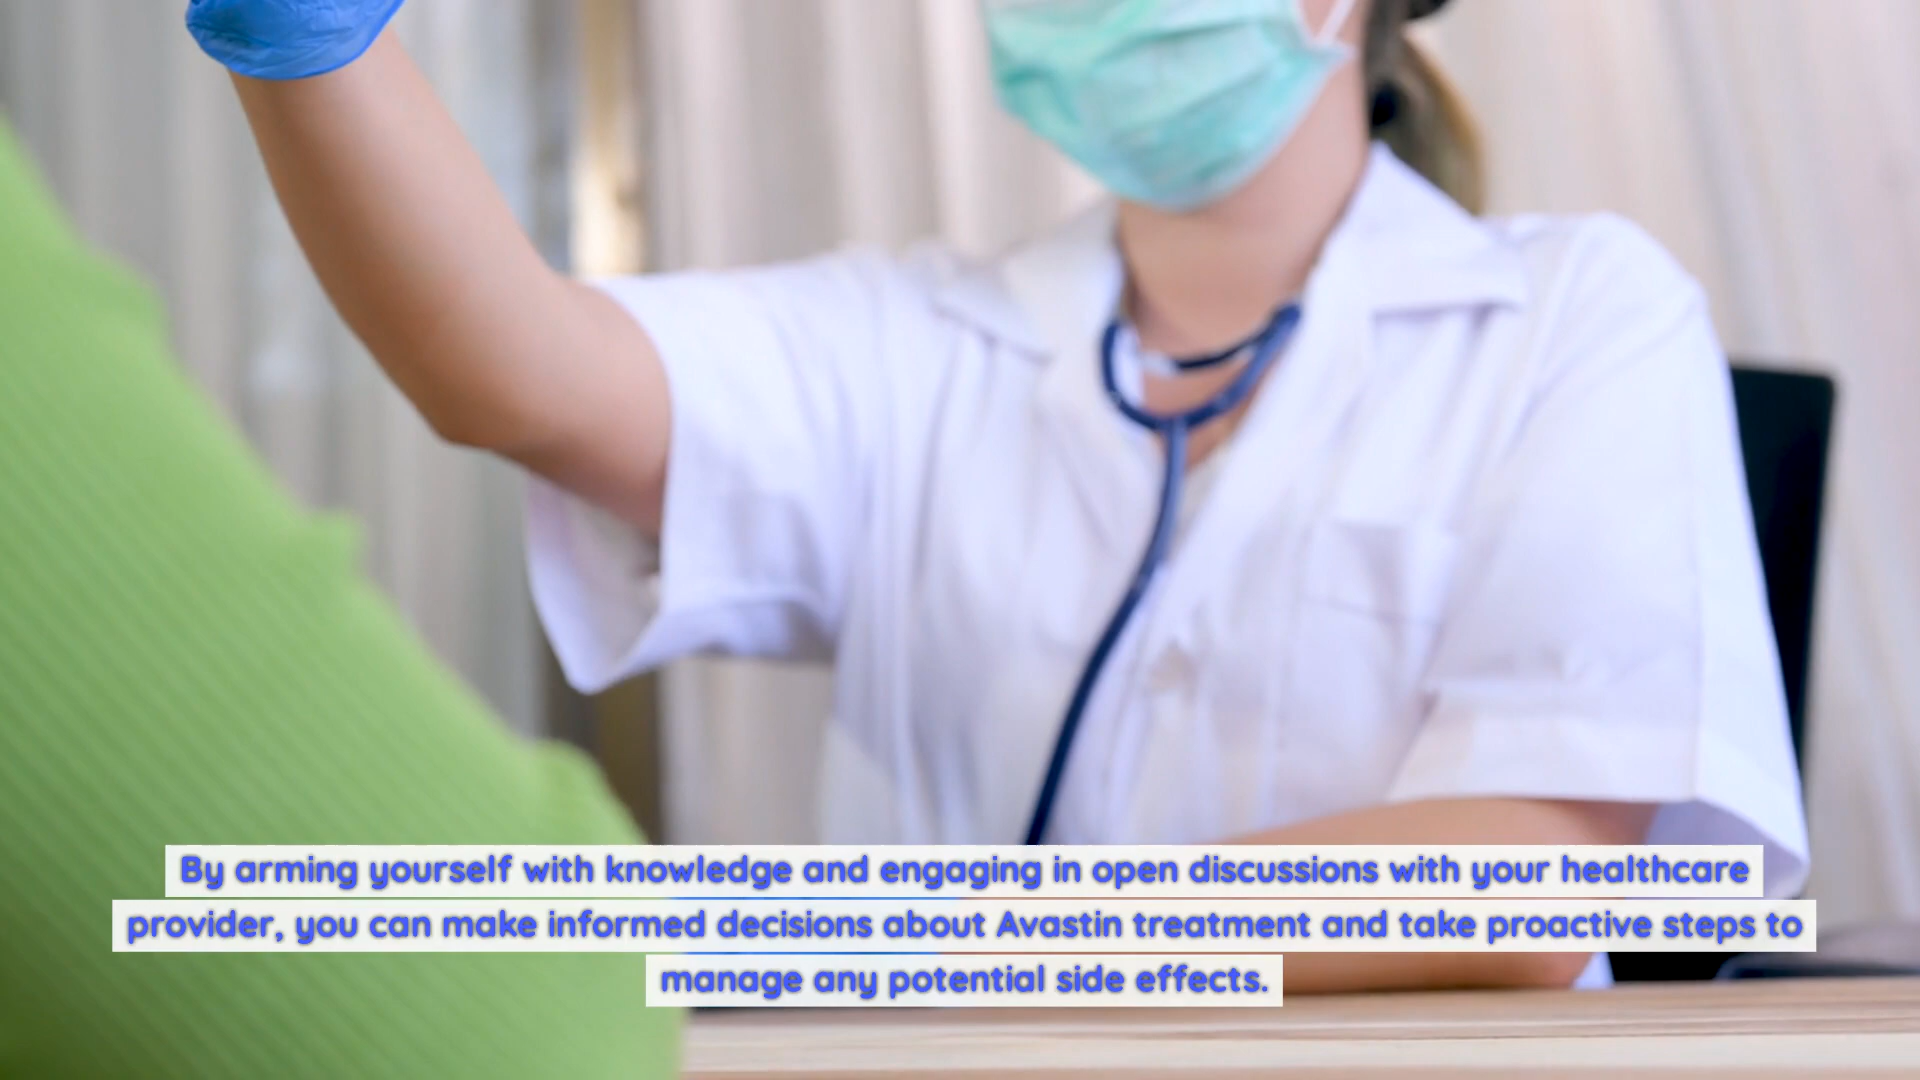 By arming yourself with knowledge and engaging in open discussions with your healthcare
provider, you can make informed decisions about Avastin treatment and take proactive steps to
manage any potential side effects.